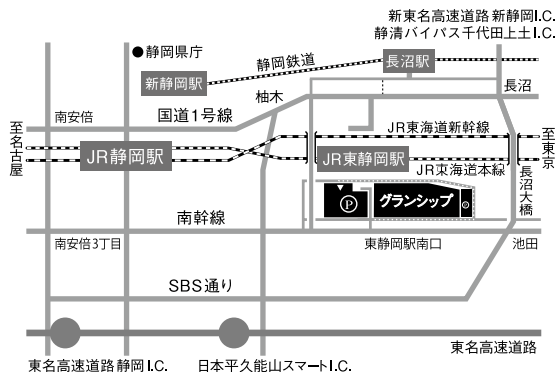 新東名高速道路 新静岡I.C.
静清バイパス千代田上土I.C.
●静岡県庁
静岡鉄道
長沼駅
新静岡駅
柚木
長沼
南安倍
国道1号線
至名古屋
JR静岡駅
JR東海道新幹線
至東京
JR東静岡駅
JR東海道本線
長沼大橋
P
グランシップ
南幹線
南安倍3丁目
東静岡駅南口
池田
SBS通り
東名高速道路
東名高速道路 静岡I.C.
日本平久能山スマートI.C.